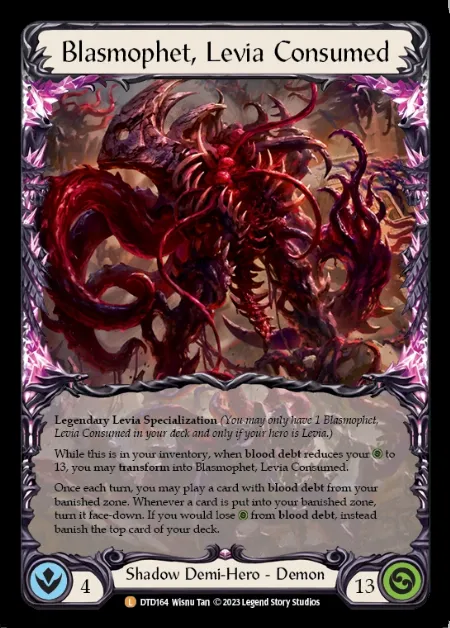 Blasmophet, Levia Consumed
Legendary Levia Specialization (You may only have 1 Blasmophet,
Levia Consumed in your deck and only if your hero is Levia.)
While this is in your inventory, when blood debt reduces your to
13, you may transform into Blasmophet, Levia Consumed.
Once each turn, you may play a card with blood debt from your
banished zone. Whenever a card is put into your banished zone,
turn it face-down. If you would lose from blood debt, instead
banish the top card of your deck.
4
Shadow Demi-Hero - Demon
13
L DTD164 Wisnu Tan © 2023 Legend Story Studios